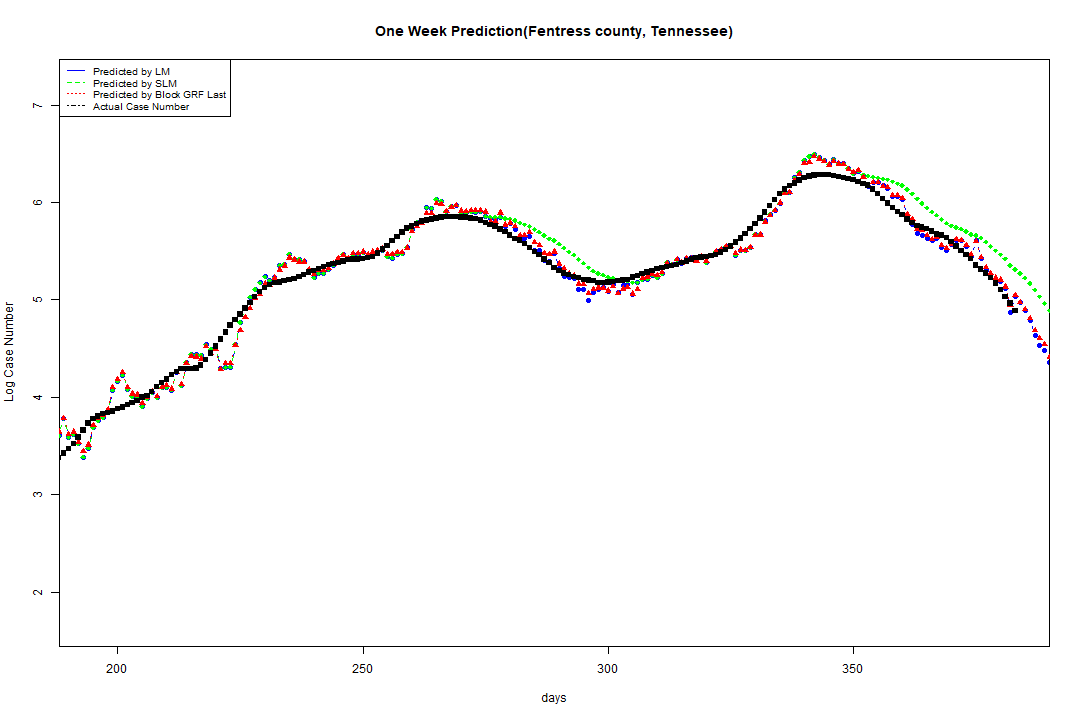 One Week Prediction(Fentress county, Tennessee)
Predicted by LM
Predicted by SLM
Predicted by Block GRF Last
Actual Case Number
7
6
5
4
3
2
Log Case Number
200 250 300 350
days